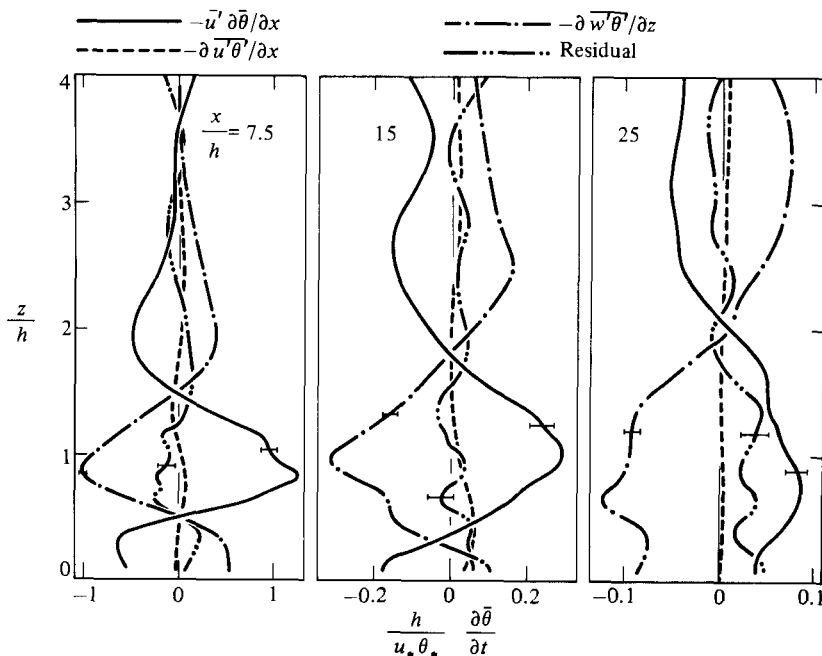 −ū′ ∂θ̄/∂x
−∂ w′θ′/∂z
−∂ u′θ′/∂x
Residual
4
x/h = 7.5
15
25
3
z/h
2
1
0
−1 0 1
−0.2 0 0.2
−0.1 0 0.1
h/(u* θ*) ∂θ̄/∂t